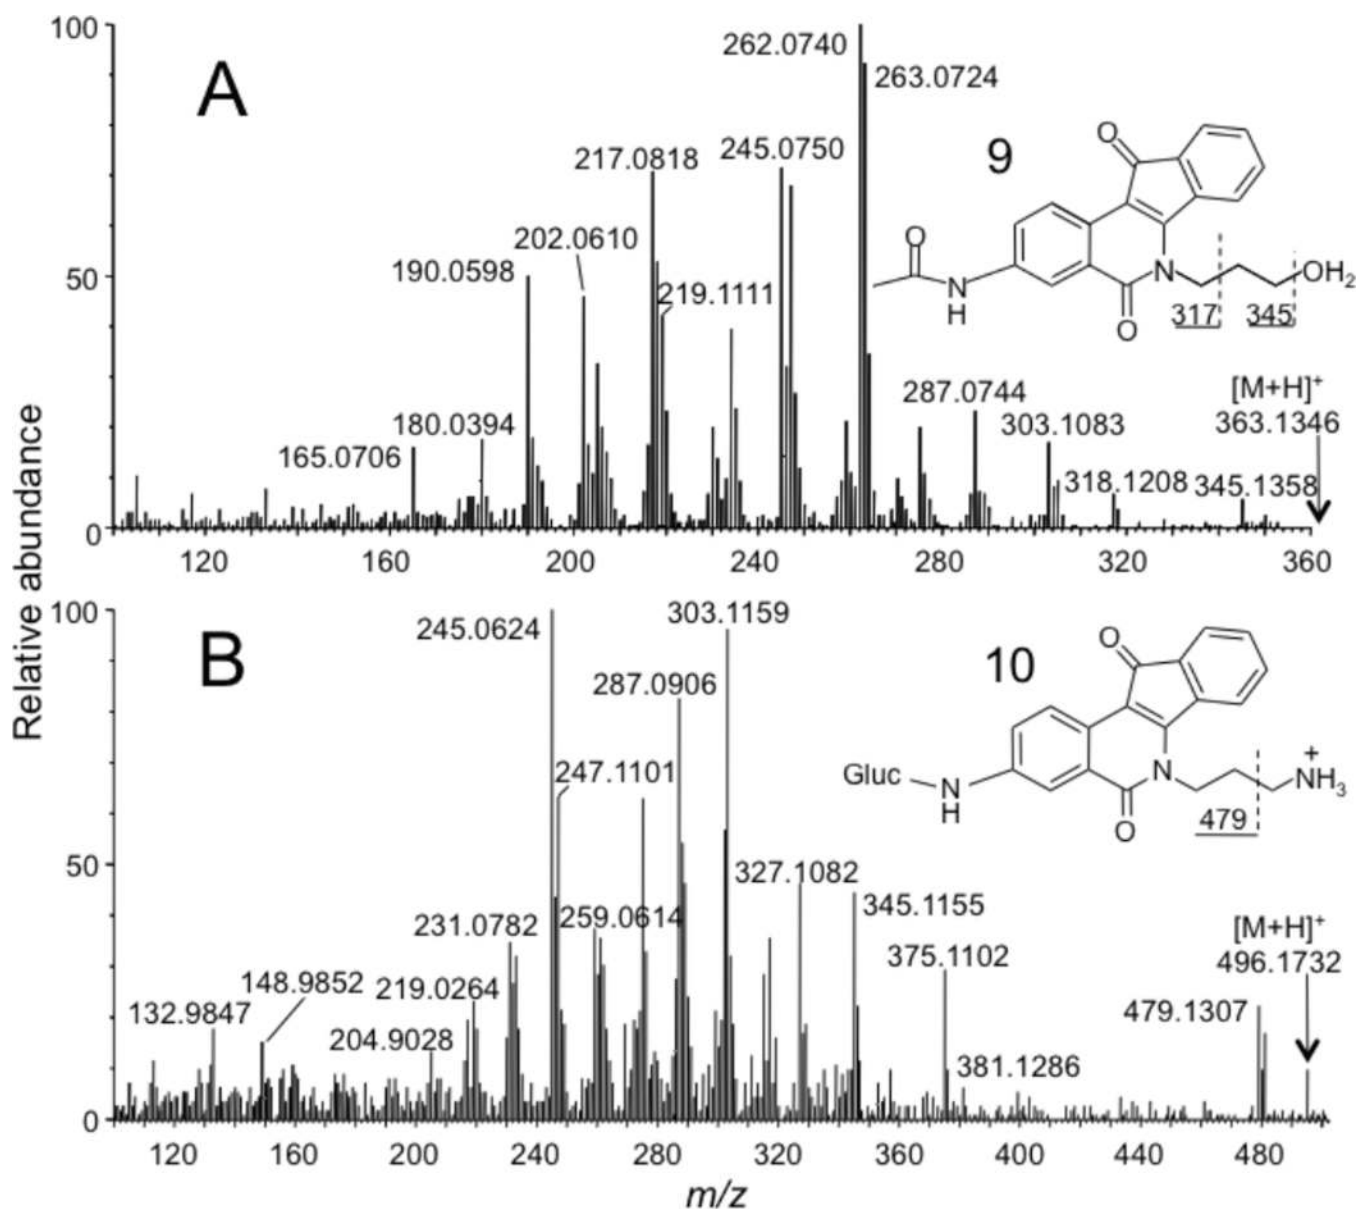 100
A
262.0740
263.0724
217.0818
245.0750
9
202.0610
190.0598
50
219.1111
O
O
N
H
N
O
OH2
317
345
[M+H]+
287.0744
363.1346
180.0394
303.1083
165.0706
318.1208
345.1358
0
120
160
200
240
280
320
360
Relative abundance
100
B
245.0624
303.1159
10
287.0906
O
247.1101
Gluc
N
H
N
O
+
NH3
479
50
327.1082
231.0782
259.0614
345.1155
[M+H]+
148.9852
219.0264
375.1102
496.1732
132.9847
479.1307
204.9028
381.1286
0
120
160
200
240
280
320
360
400
440
480
m/z